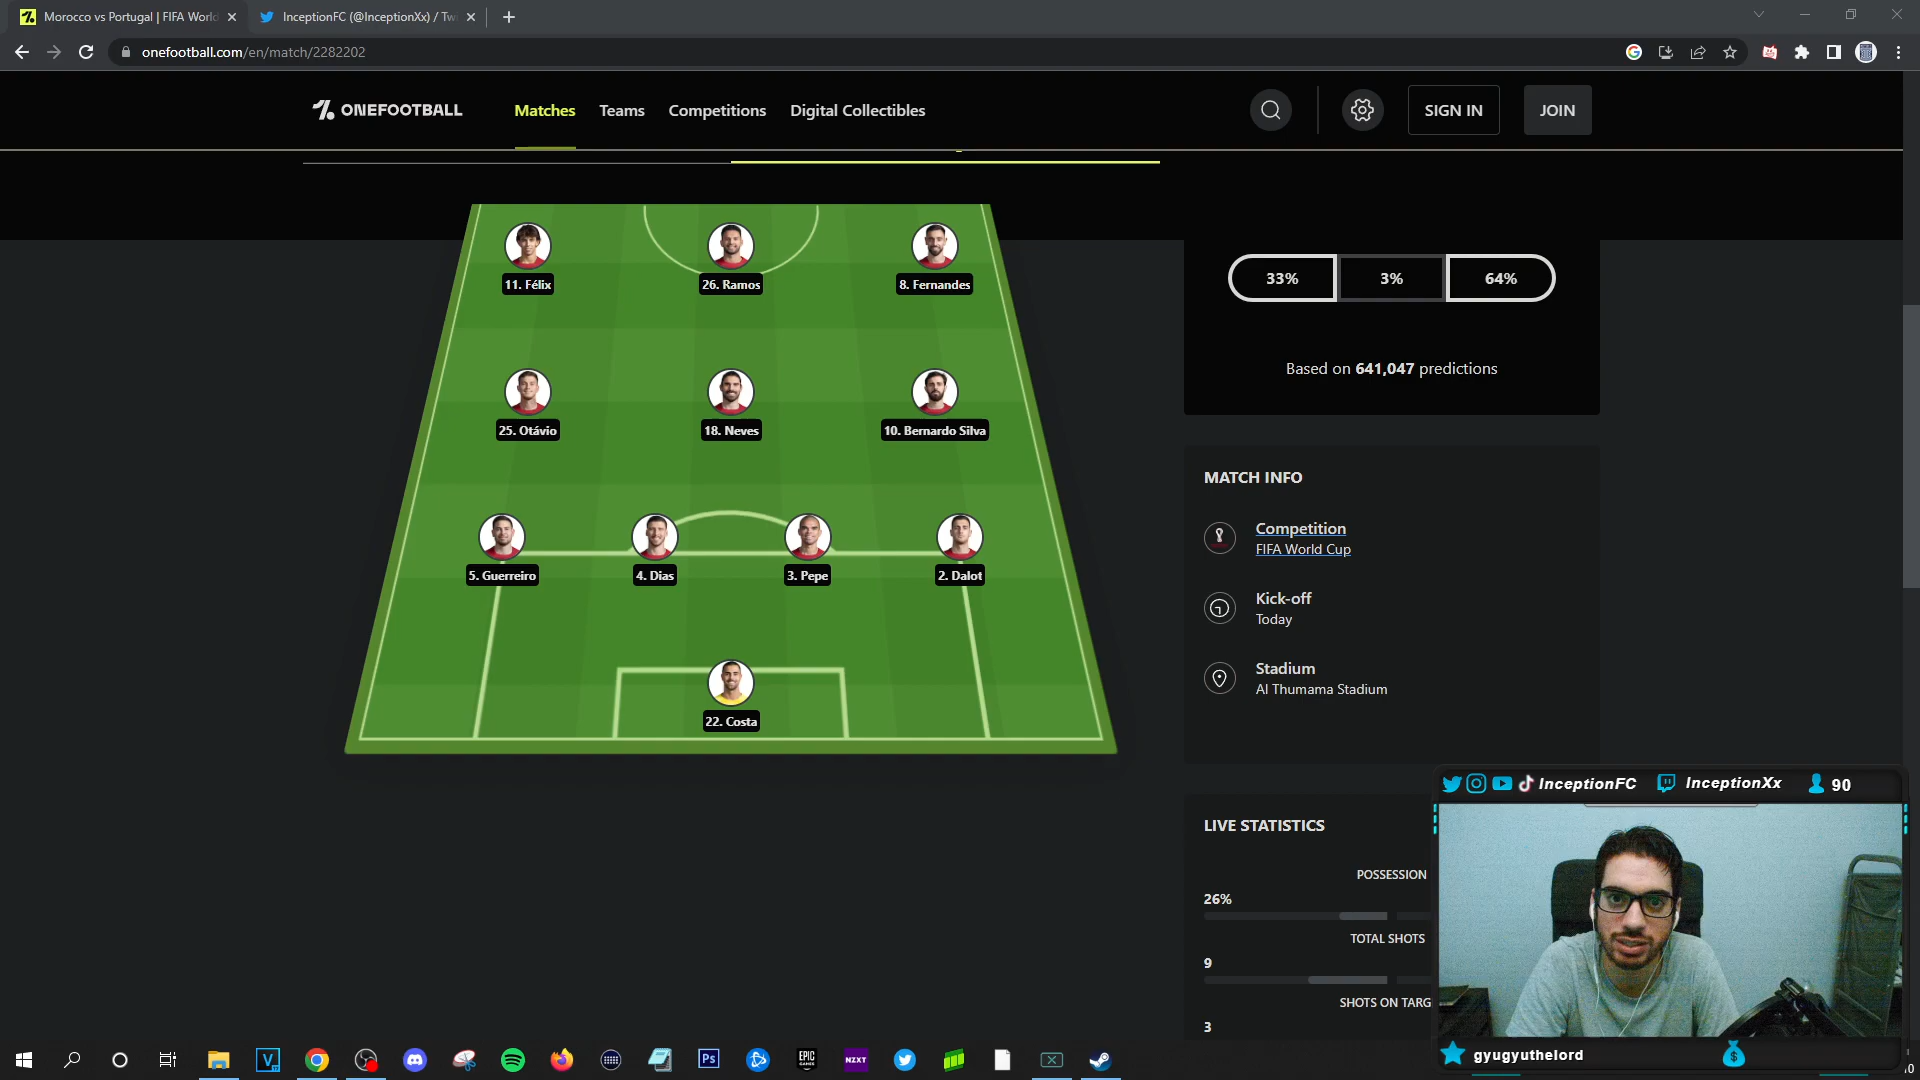 Morocco vs Portugal | FIFA World
InceptionFC (@InceptionXx) / Tw
onefootball.com/en/match/2282202
ONEFOOTBALL
Matches
Teams
Competitions
Digital Collectibles
SIGN IN
JOIN
11. Félix
26. Ramos
8. Fernandes
25. Otávio
18. Neves
10. Bernardo Silva
5. Guerreiro
4. Dias
3. Pepe
2. Dalot
22. Costa
33%
3%
64%
Based on 641,047 predictions
MATCH INFO
Competition
FIFA World Cup
Kick-off
Today
Stadium
Al Thumama Stadium
LIVE STATISTICS
POSSESSION
26%
TOTAL SHOTS
9
SHOTS ON TARG
3
InceptionFC
InceptionXx
90
gyugyuthelord
V
Ps
EPIC
GAMES
NZXT